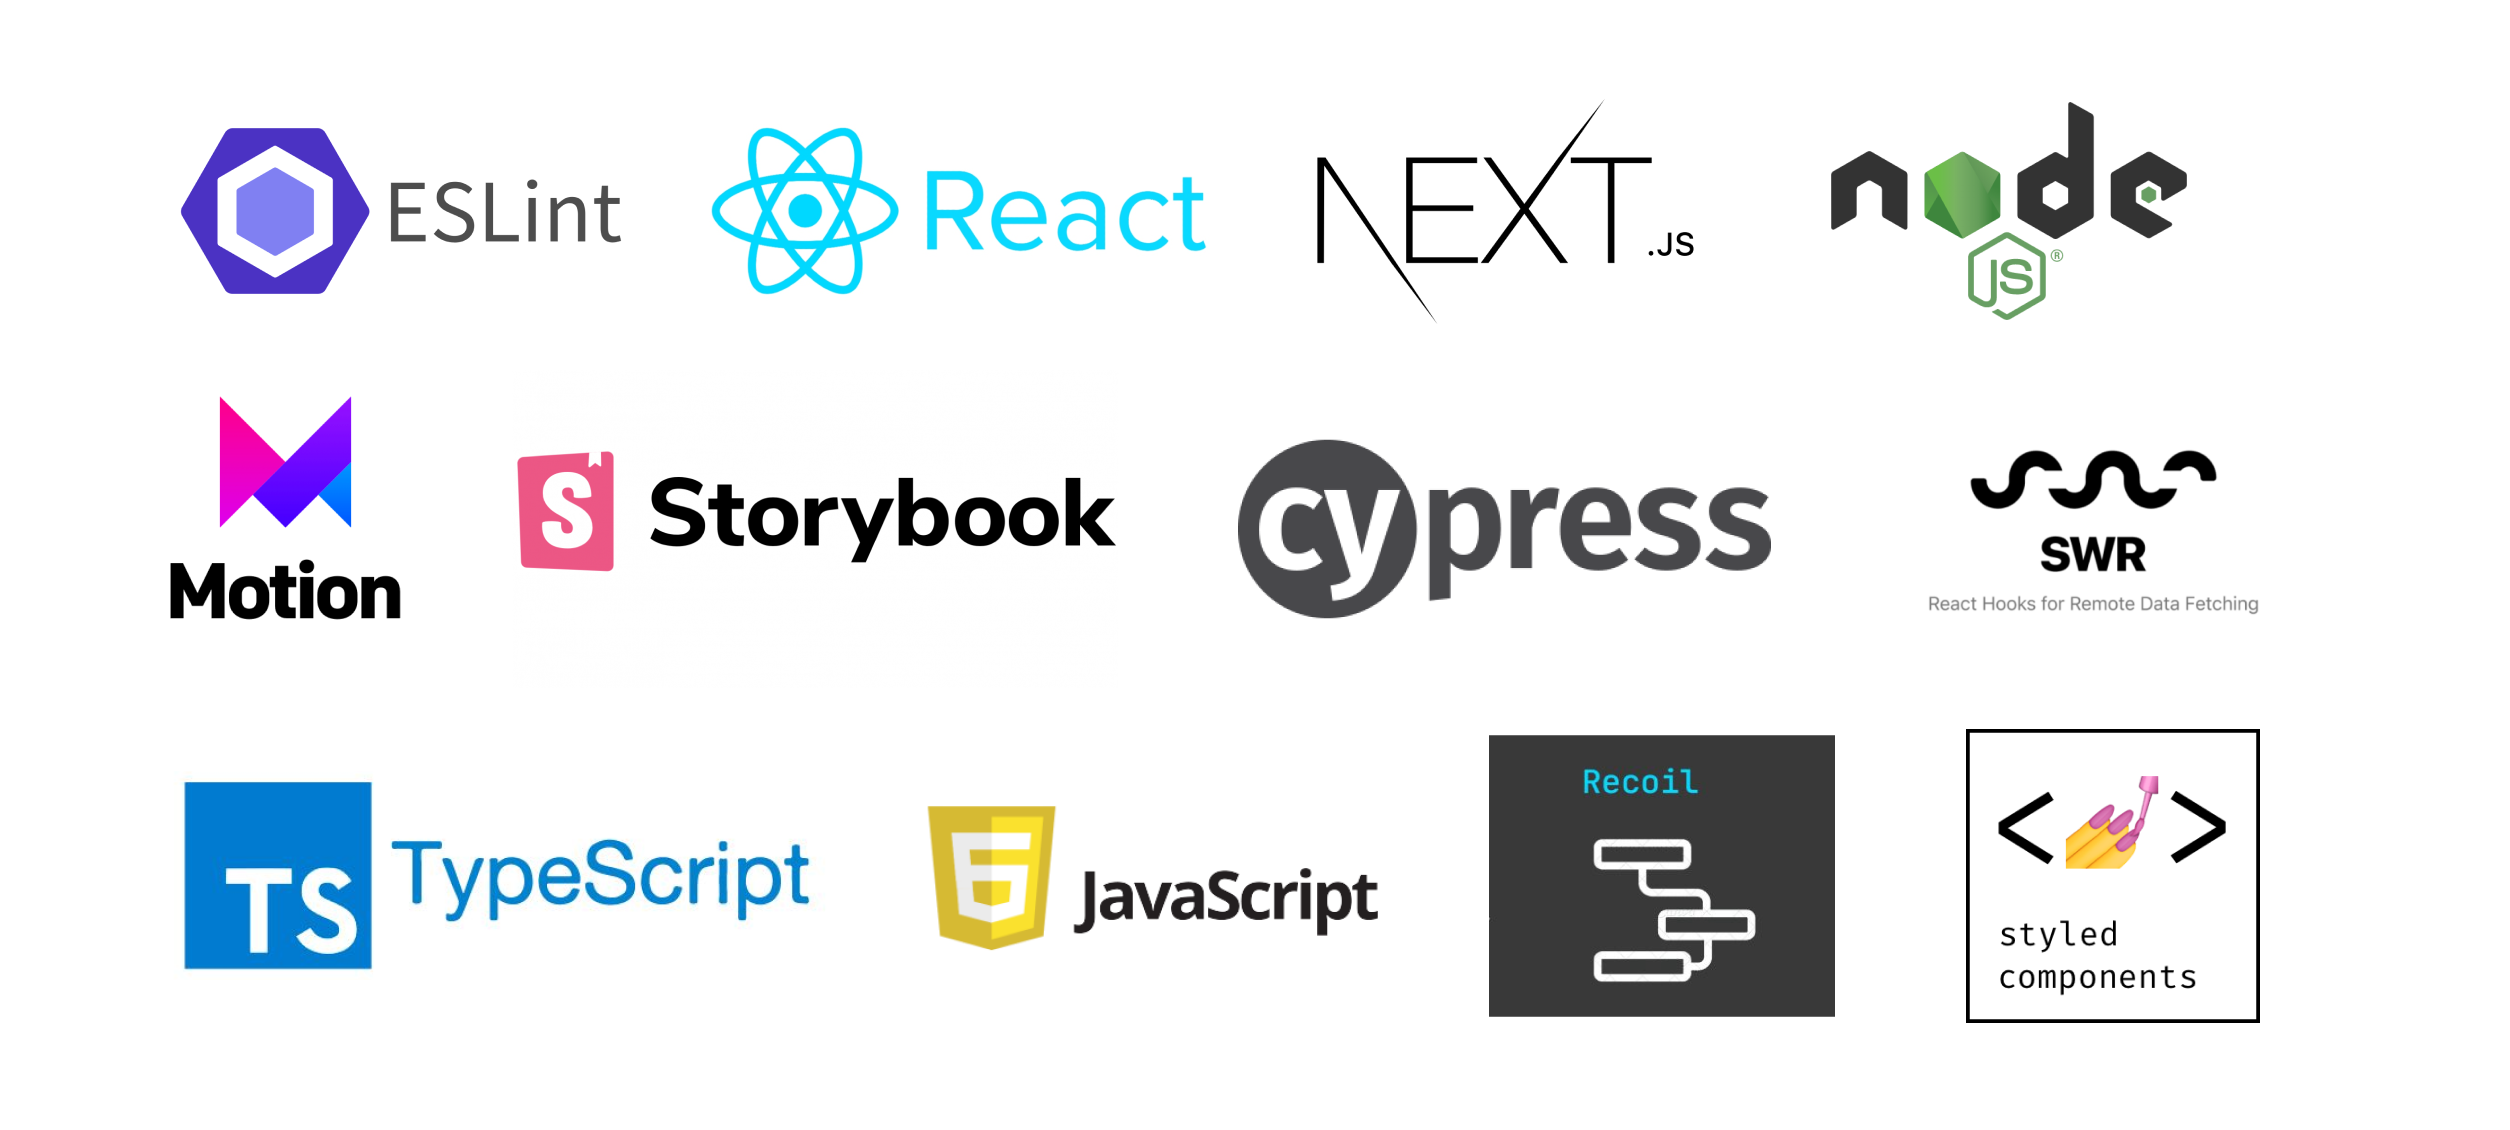 ESLint
React
NEXT.JS
node
JS®
Motion
S Storybook
cypress
SWR
React Hooks for Remote Data Fetching
TS TypeScript
JavaScript
Recoil
< >
styled
components